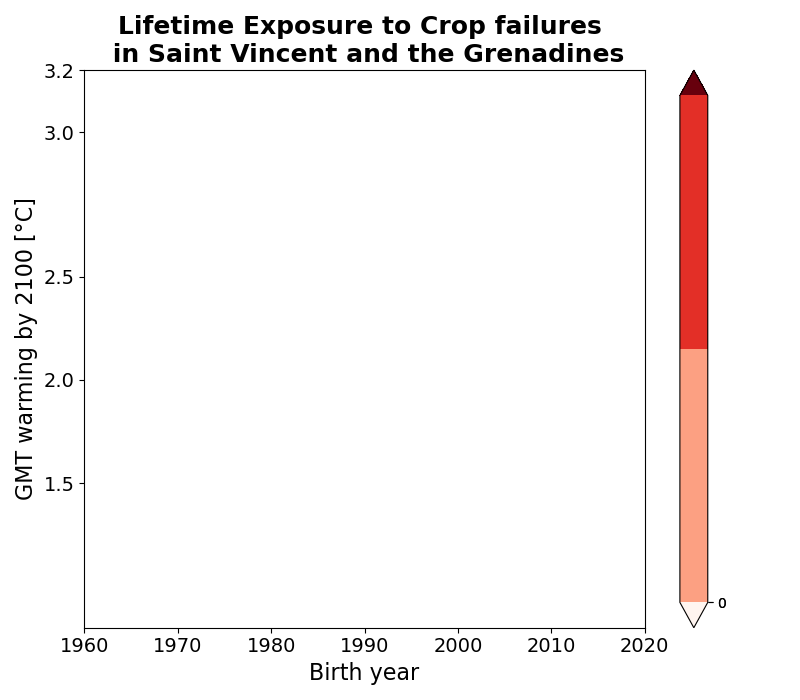 Lifetime Exposure to Crop failures
in Saint Vincent and the Grenadines
3.2
3.0
2.5
2.0
1.5
GMT warming by 2100 [°C]
0
1960 1970 1980 1990 2000 2010 2020
Birth year